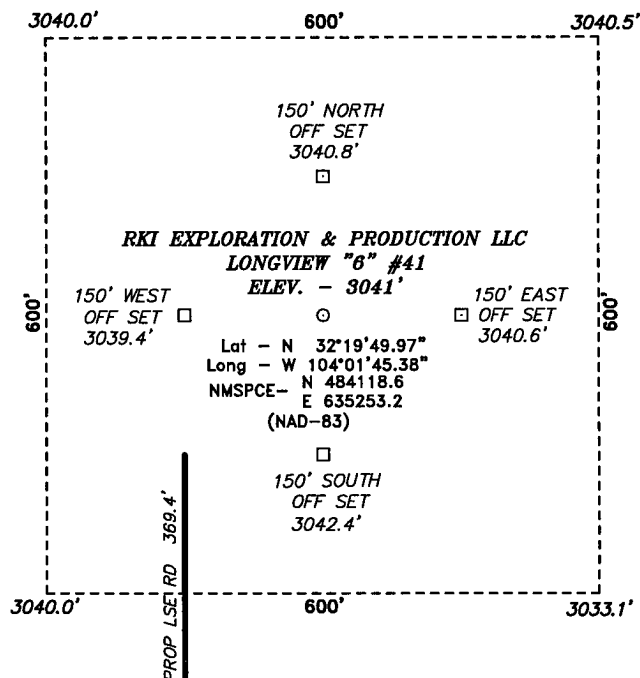 3040.0' 600' 3040.5'
150' NORTH
OFF SET
3040.8'
RKI EXPLORATION & PRODUCTION LLC
LONGVIEW "6" #41
ELEV. - 3041'
600'
150' WEST
OFF SET
3039.4'
150' EAST
OFF SET
3040.6'
600'
Lat - N 32°19'49.97"
Long - W 104°01'45.38"
NMSPCE- N 484118.6
E 635253.2
(NAD-83)
150' SOUTH
OFF SET
3042.4'
PROP LSE RD 369.4'
3040.0' 600' 3033.1'